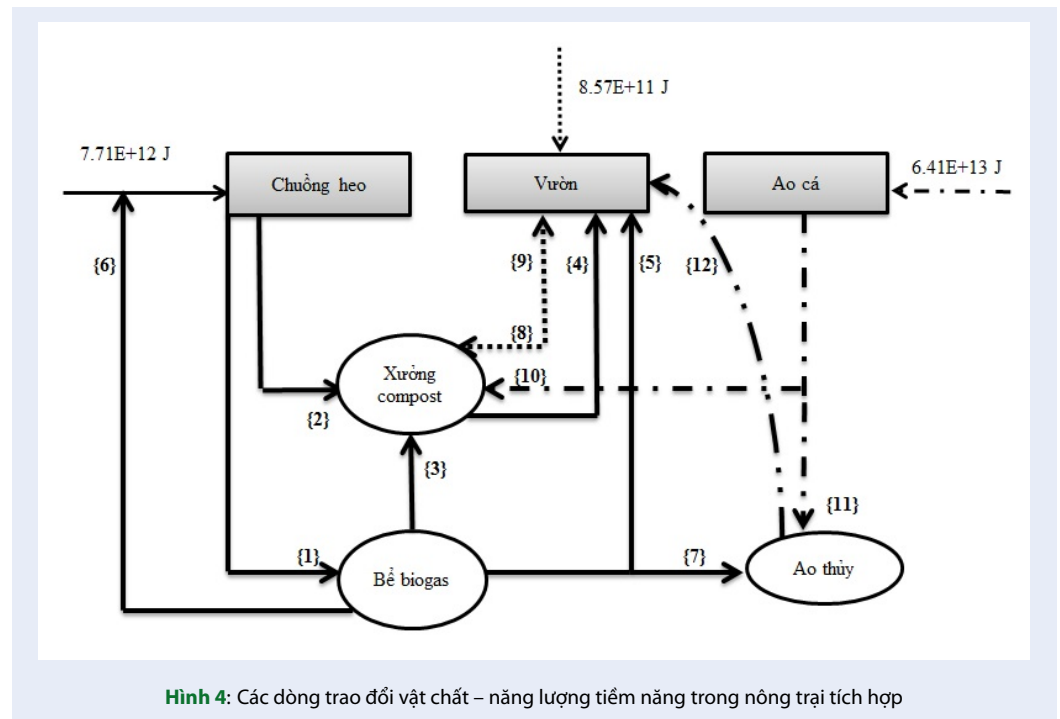 8.57E+11 J
7.71E+12 J
Chuồng heo
Vườn
Ao cá
6.41E+13 J
{6}
{9}
{4}
{5}
{12}
{8}
Xưởng
compost
{10}
{2}
{3}
{11}
{1}
Bể biogas
{7}
Ao thủy
Hình 4: Các dòng trao đổi vật chất – năng lượng tiềm năng trong nông trại tích hợp